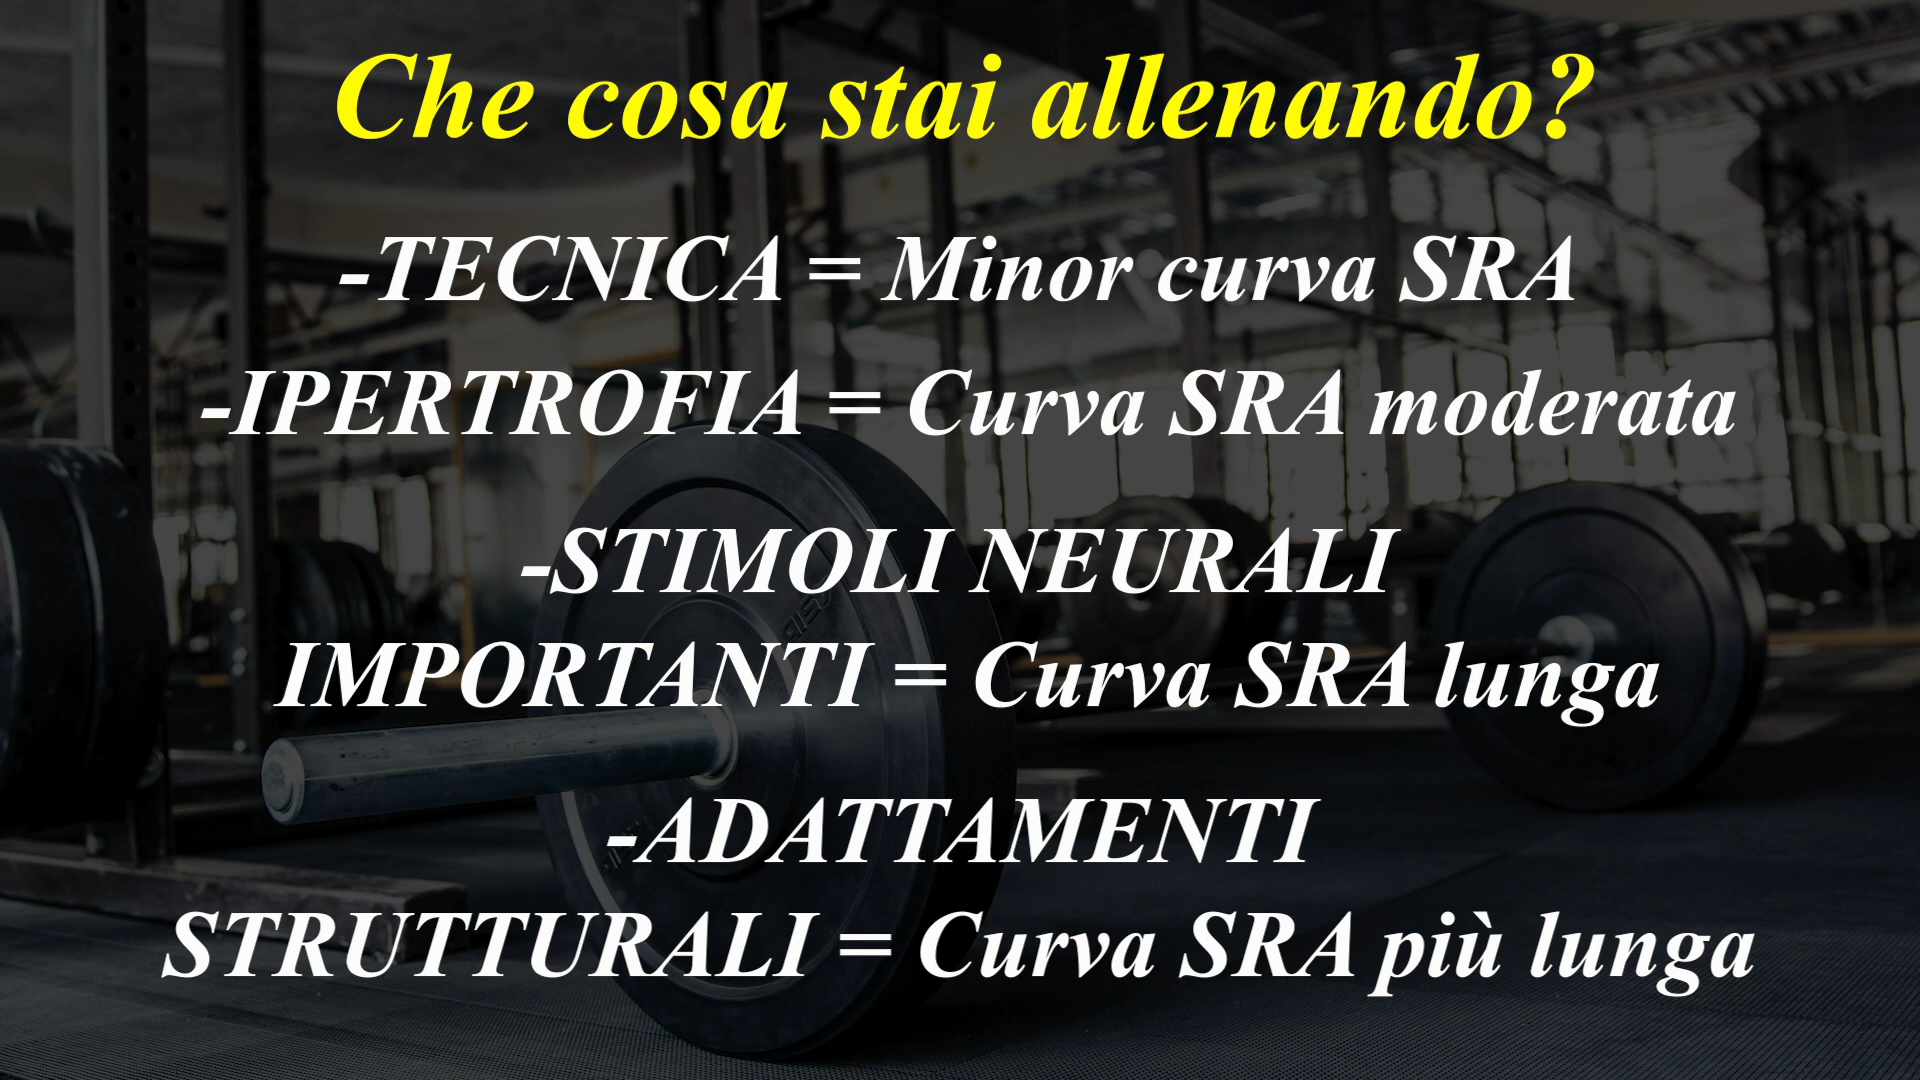 Che cosa stai allenando?
-TECNICA = Minor curva SRA
-IPERTROFIA = Curva SRA moderata
-STIMOLI NEURALI
IMPORTANTI = Curva SRA lunga
-ADATTAMENTI
STRUTTURALI = Curva SRA più lunga